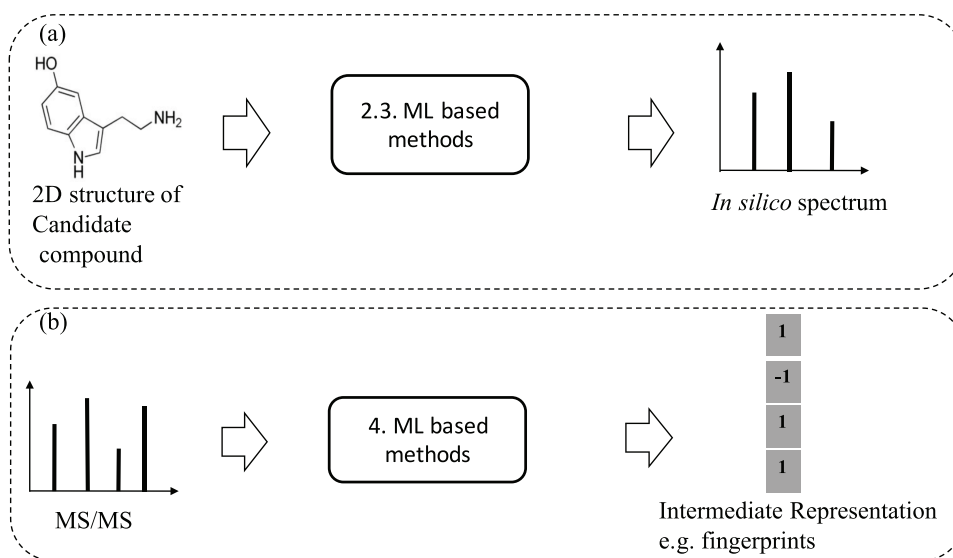 (a)
HO
NH₂
N
H
2D structure of
Candidate
compound
2.3. ML based
methods
In silico spectrum
(b)
MS/MS
4. ML based
methods
1
-1
1
1
Intermediate Representation
e.g. fingerprints